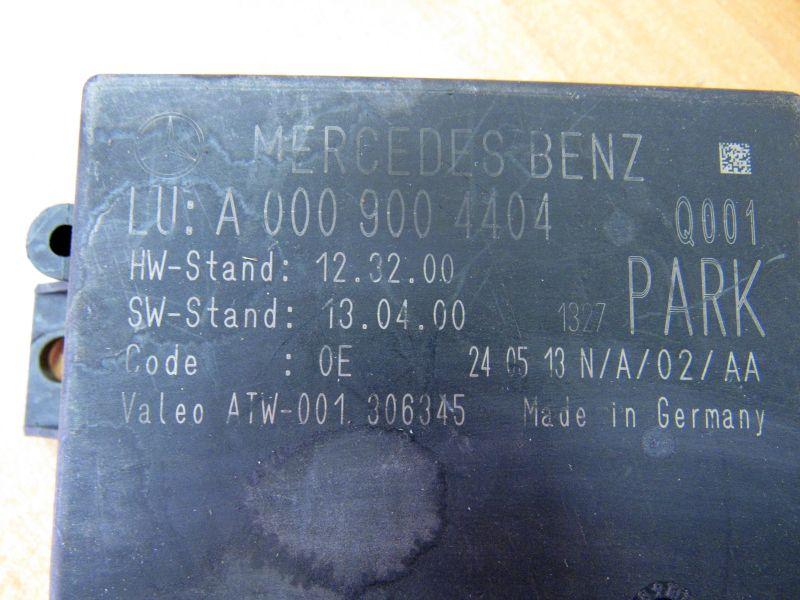 MERCEDES BENZ
LU: A 000 900 4404 Q001
HW-Stand: 12.32.00
SW-Stand: 13.04.00 1327 PARK
Code : 0E 24 05 13 N/A/02/AA
Valeo ATW-001 306345 Made in Germany